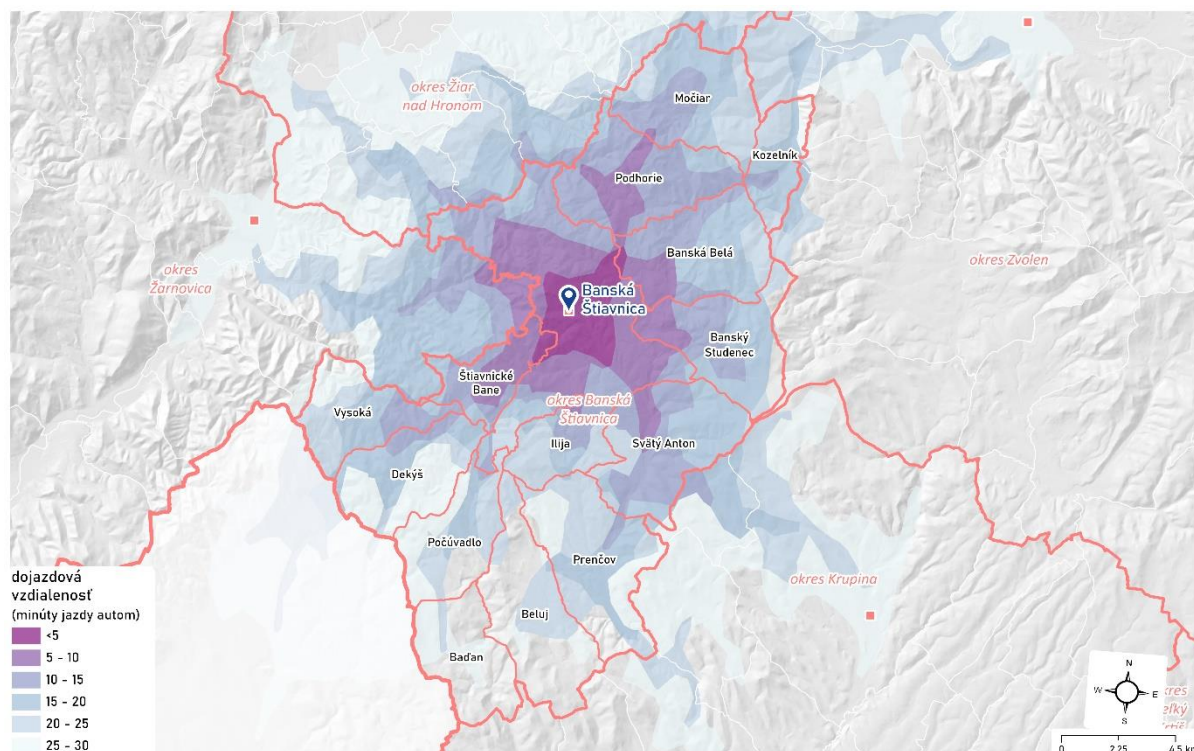 Močiar
okres Žiar
nad Hronom
Kozelník
Podhorie
Banská Belá
okres Zvolen
okres
Žarnovica
Banská
Štiavnica
Banský
Studenec
Štiavnické
Bane
okres Banská
Štiavnica
Vysoká
Ilija
Svätý Anton
Dekýš
Počúvadlo
Prenčov
okres Krupina
Beluj
Baďan
dojazdová
vzdialenosť
(minúty jazdy autom)
<5
5 - 10
10 - 15
15 - 20
20 - 25
25 - 30
N
W
E
S
0 2,25 4,5